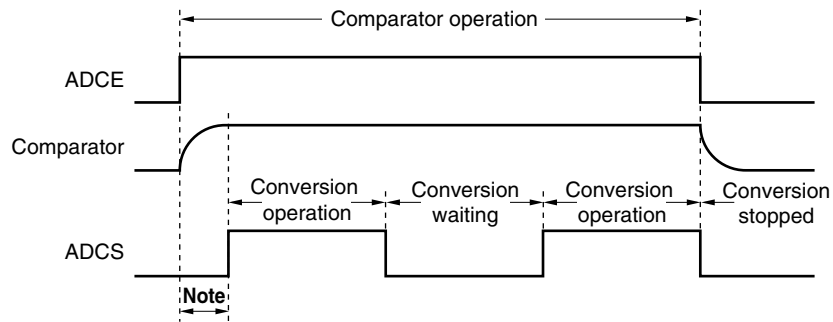 Comparator operation
ADCE
Comparator
Conversion operation
Conversion waiting
Conversion operation
Conversion stopped
ADCS
Note